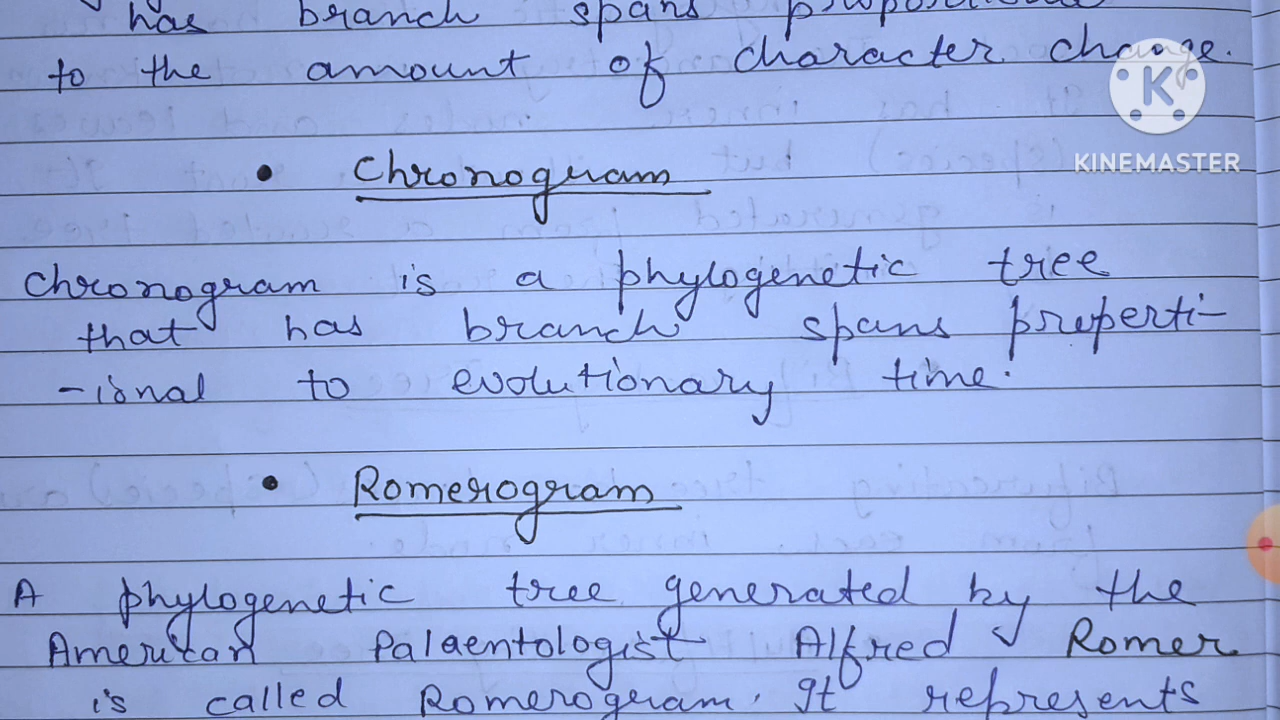 has branch spans
to the amount of character change.
K
KINEMASTER
• Chronogram
Chronogram is a phylogenetic tree
that has branch spans preperti-
-ional to evolutionary time.
• Romerogram
A phylogenetic tree generated by the
American Palaentologist Alfred Romer
is called Romerogram. It represents